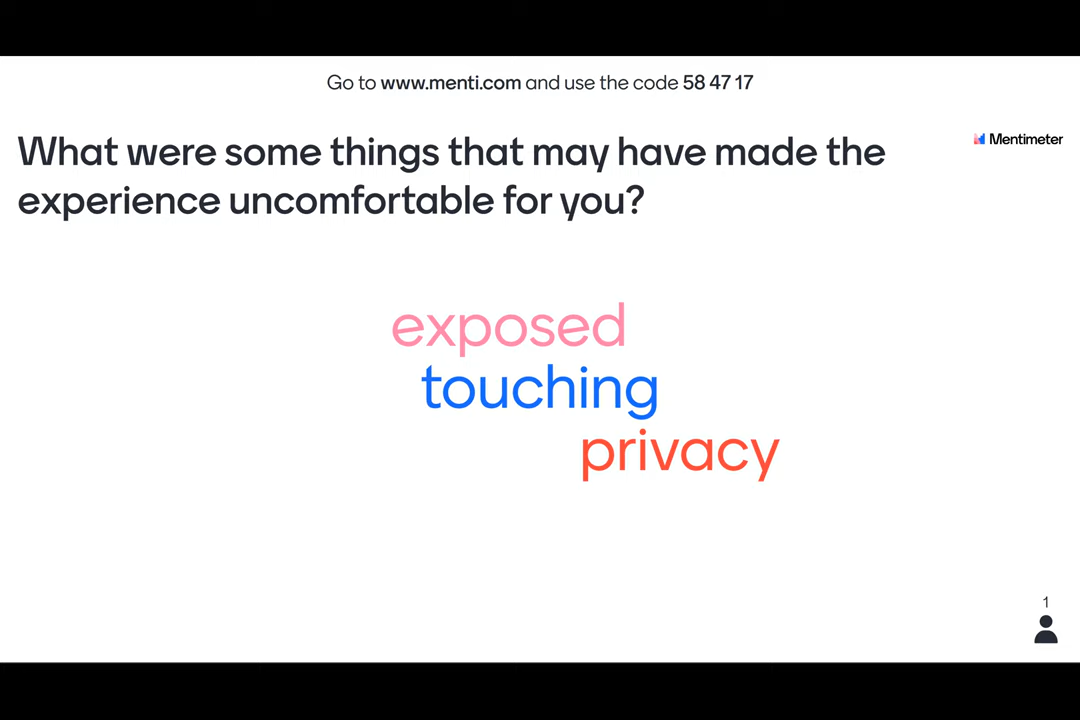 Go to www.menti.com and use the code 58 47 17
Mentimeter
What were some things that may have made the
experience uncomfortable for you?
exposed
touching
privacy
1